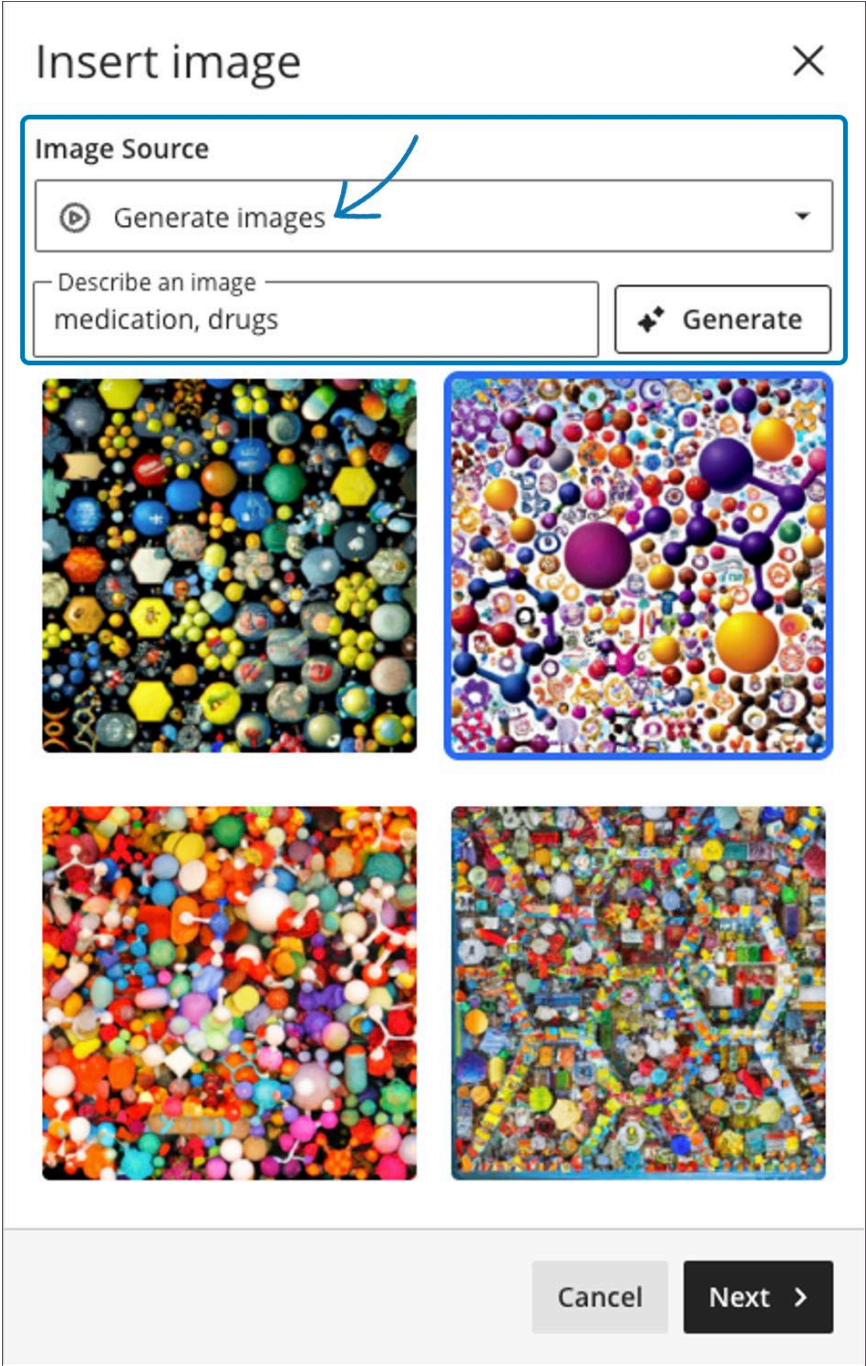 Insert image
Image Source
Generate images
Describe an image
medication, drugs
Generate
Cancel
Next